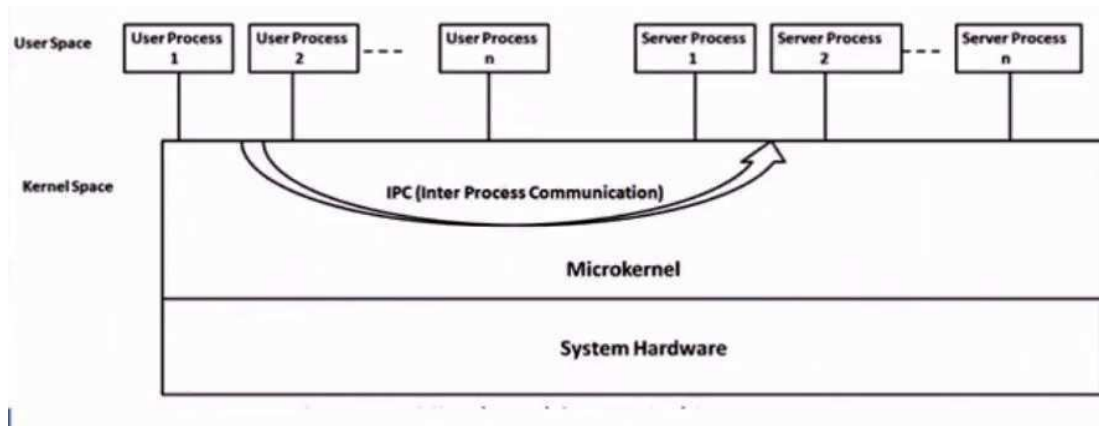 User Space
User Process
1
User Process
2
User Process
n
Server Process
1
Server Process
2
Server Process
n
Kernel Space
IPC (Inter Process Communication)
Microkernel
System Hardware